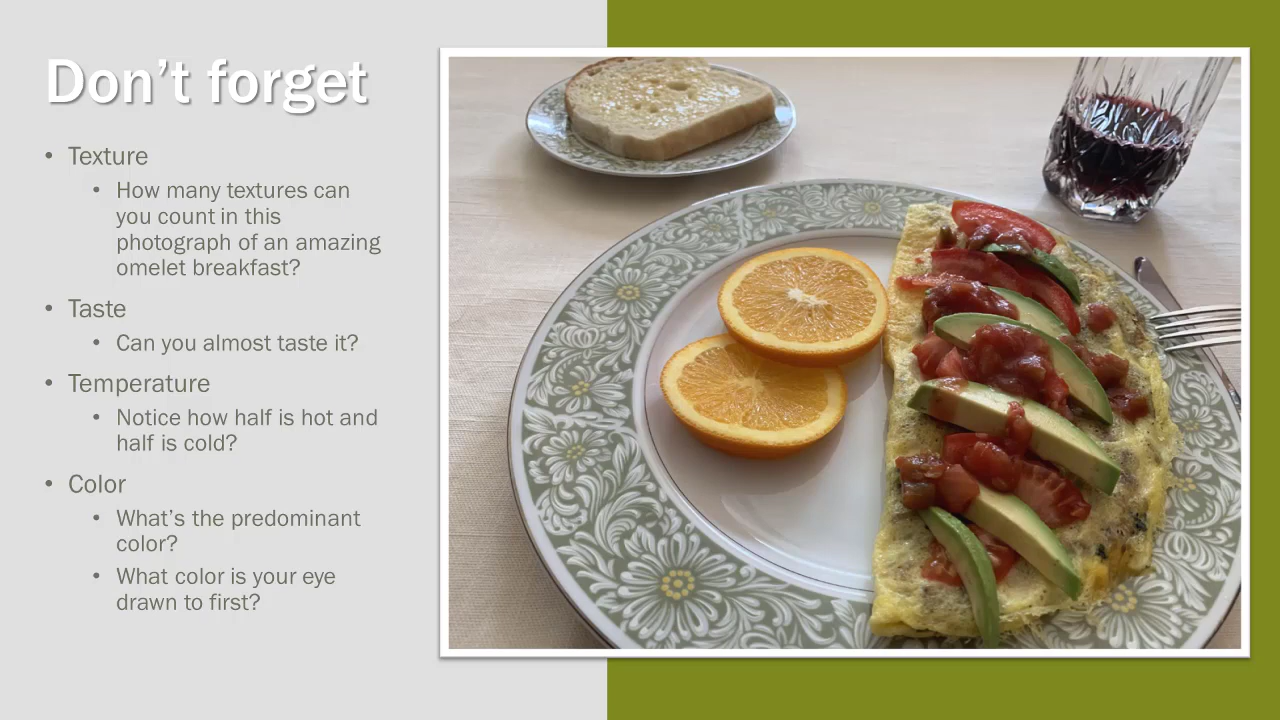 Don’t forget
• Texture
• How many textures can
you count in this
photograph of an amazing
omelet breakfast?
• Taste
• Can you almost taste it?
• Temperature
• Notice how half is hot and
half is cold?
• Color
• What’s the predominant
color?
• What color is your eye
drawn to first?